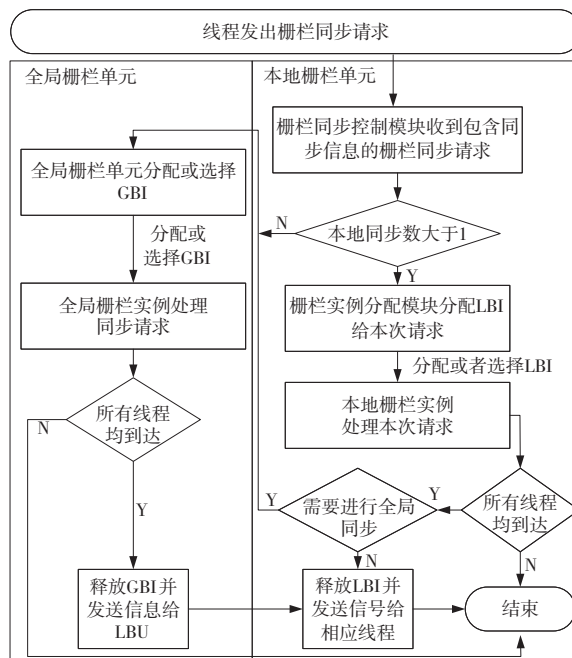 线程发出栅栏同步请求
全局栅栏单元
本地栅栏单元
栅栏同步控制模块收到包含同
步信息的栅栏同步请求
全局栅栏单元分配或选择
GBI
N
本地同步数大于1
分配或
选择GBI
Y
全局栅栏实例处理
同步请求
栅栏实例分配模块分配LBI
给本次请求
分配或者选择LBI
N
所有线程
均到达
本地栅栏实例
处理本次请求
Y
Y
需要进行全局
同步
Y
所有线程
均到达
N
N
释放GBI并
发送信息给
LBU
释放LBI并
发送信号给
相应线程
结束